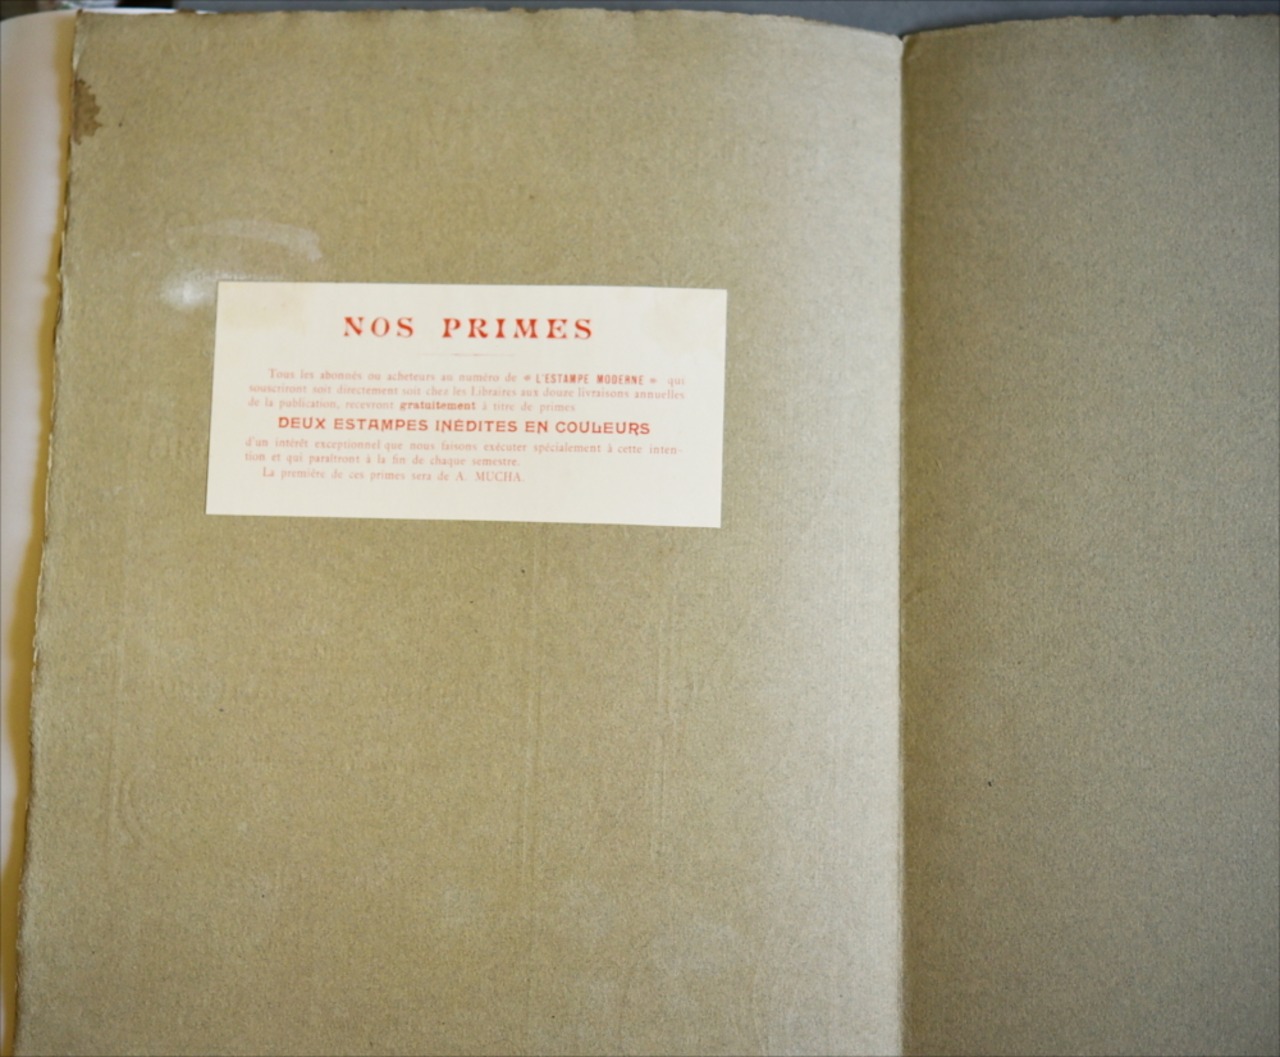 NOS PRIMES
Tous les abonnés ou acheteurs au numéro de « L'ESTAMPE MODERNE » qui
souscriront soit directement soit chez les Libraires aux douze livraisons annuelles
de la publication, recevront gratuitement à titre de primes
DEUX ESTAMPES INÉDITES EN COULEURS
d'un intérêt exceptionnel que nous faisons exécuter spécialement à cette inten-
tion et qui paraîtront à la fin de chaque semestre.
La première de ces primes sera de A. MUCHA.